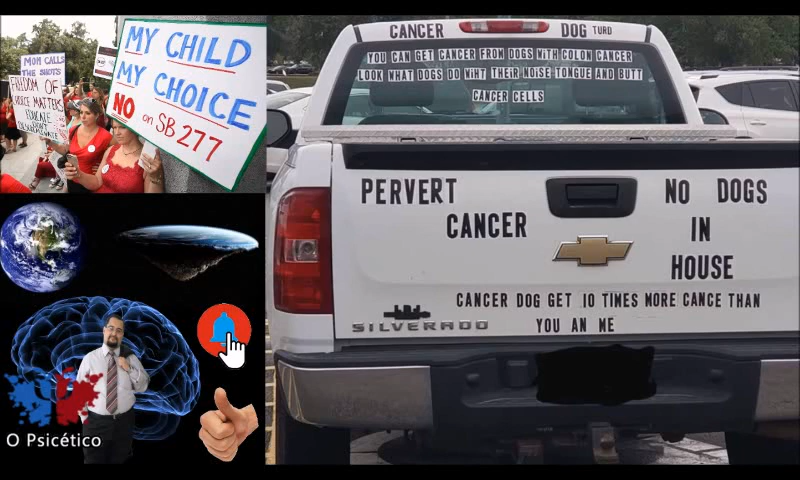 MOM CALLS
THE SHOTS
FREEDOM OF
CHOICE MATTERS
EDUCATE DON'T
MY CHILD
MY CHOICE
NO on SB 277
O Psicético
CANCER DOG TURD
YOU CAN GET CANCER FROM DOGS WITH COLON CANCER
LOOK WHAT DOGS DO WIHT THEIR NOISE TONGUE AND BUTT
CANCER CELLS
PERVERT
CANCER
NO DOGS
IN
HOUSE
CANCER DOG GET 10 TIMES MORE CANCE THAN
YOU AN ME
SILVERADO